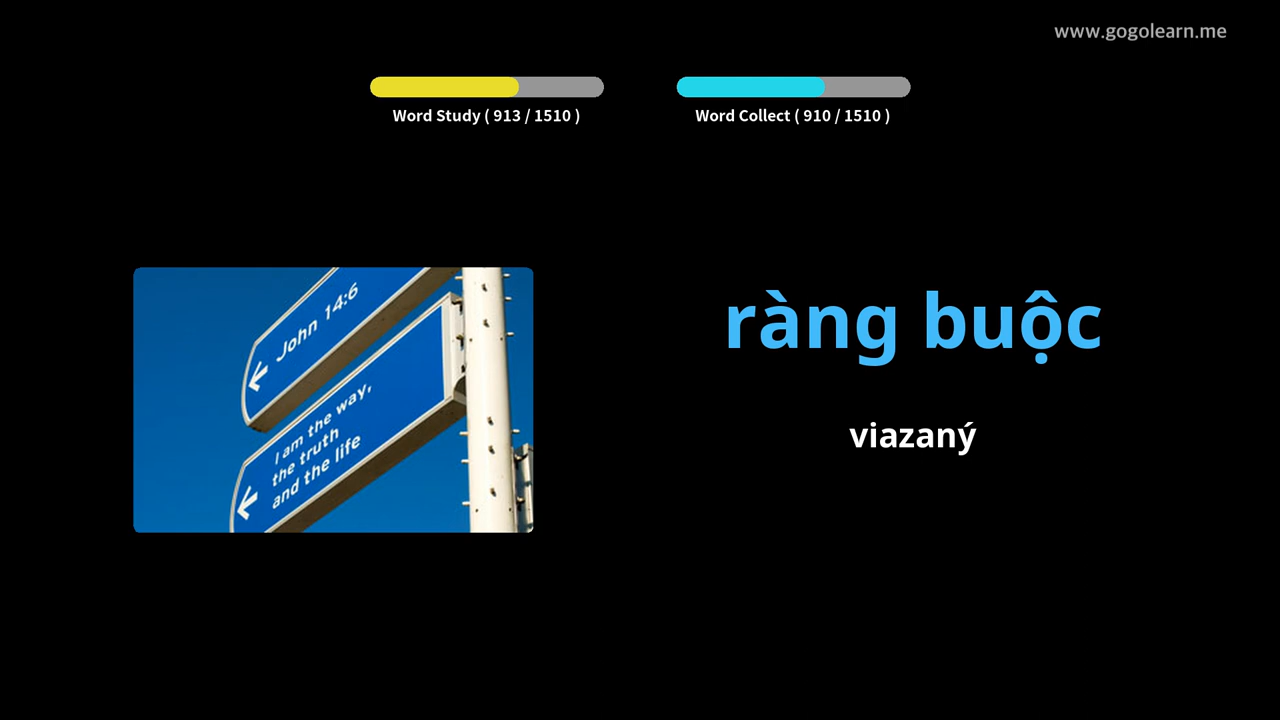 www.gogolearn.me
Word Study ( 913 / 1510 )
Word Collect ( 910 / 1510 )
John 14:6
I am the way,
the truth
and the life
ràng buộc
viazaný